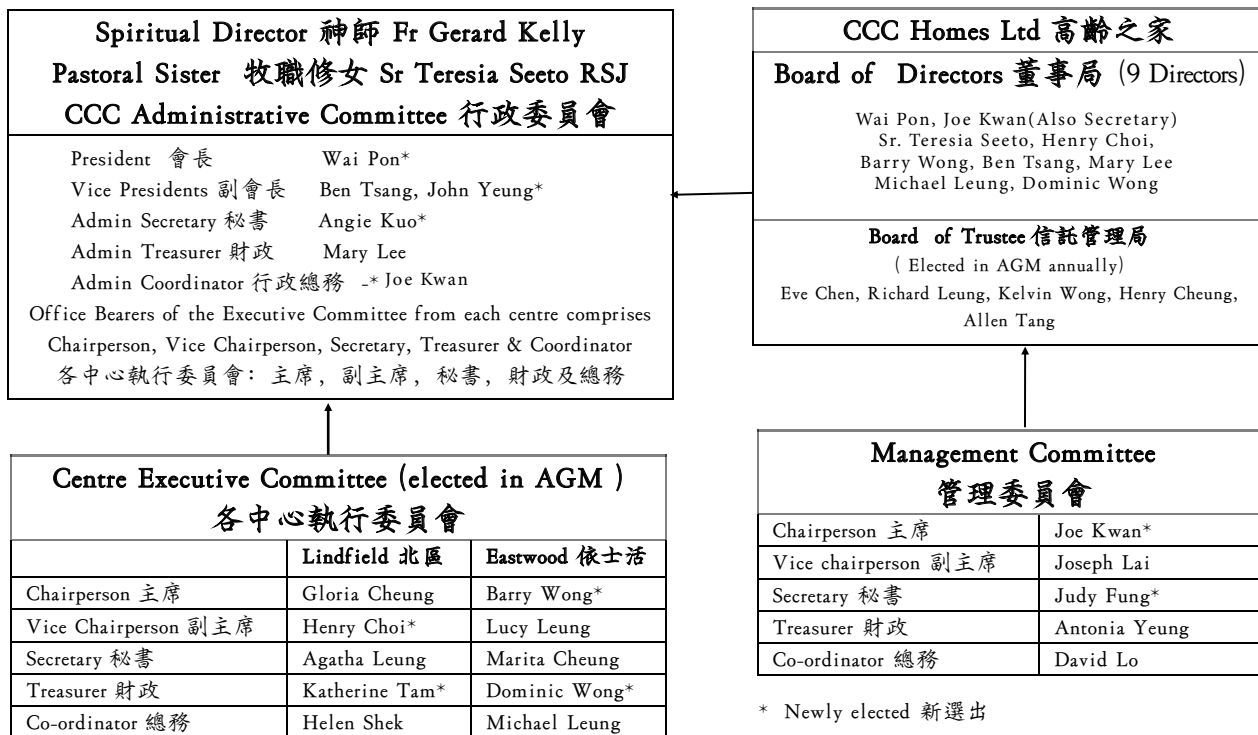 Spiritual Director 神師 Fr Gerard Kelly
Pastoral Sister 牧職修女 Sr Teresia Seeto RSJ
CCC Administrative Committee 行政委員會
President 會長 Wai Pon*
Vice Presidents 副會長 Ben Tsang, John Yeung*
Admin Secretary 秘書 Angie Kuo*
Admin Treasurer 財政 Mary Lee
Admin Coordinator 行政總務 -* Joe Kwan
Office Bearers of the Executive Committee from each centre comprises
Chairperson, Vice Chairperson, Secretary, Treasurer & Coordinator
各中心執行委員會: 主席, 副主席, 秘書, 財政及總務
CCC Homes Ltd 高齡之家
Board of Directors 董事局 (9 Directors)
Wai Pon, Joe Kwan(Also Secretary)
Sr. Teresia Seeto, Henry Choi,
Barry Wong, Ben Tsang, Mary Lee
Michael Leung, Dominic Wong
Board of Trustee 信託管理局
( Elected in AGM annually)
Eve Chen, Richard Leung, Kelvin Wong, Henry Cheung,
Allen Tang
Centre Executive Committee (elected in AGM )
各中心執行委員會
Lindfield 北區 Eastwood 依士活
Chairperson 主席 Gloria Cheung Barry Wong*
Vice Chairperson 副主席 Henry Choi* Lucy Leung
Secretary 秘書 Agatha Leung Marita Cheung
Treasurer 財政 Katherine Tam* Dominic Wong*
Co-ordinator 總務 Helen Shek Michael Leung
Management Committee
管理委員會
Chairperson 主席 Joe Kwan*
Vice chairperson 副主席 Joseph Lai
Secretary 秘書 Judy Fung*
Treasurer 財政 Antonia Yeung
Co-ordinator 總務 David Lo
* Newly elected 新選出